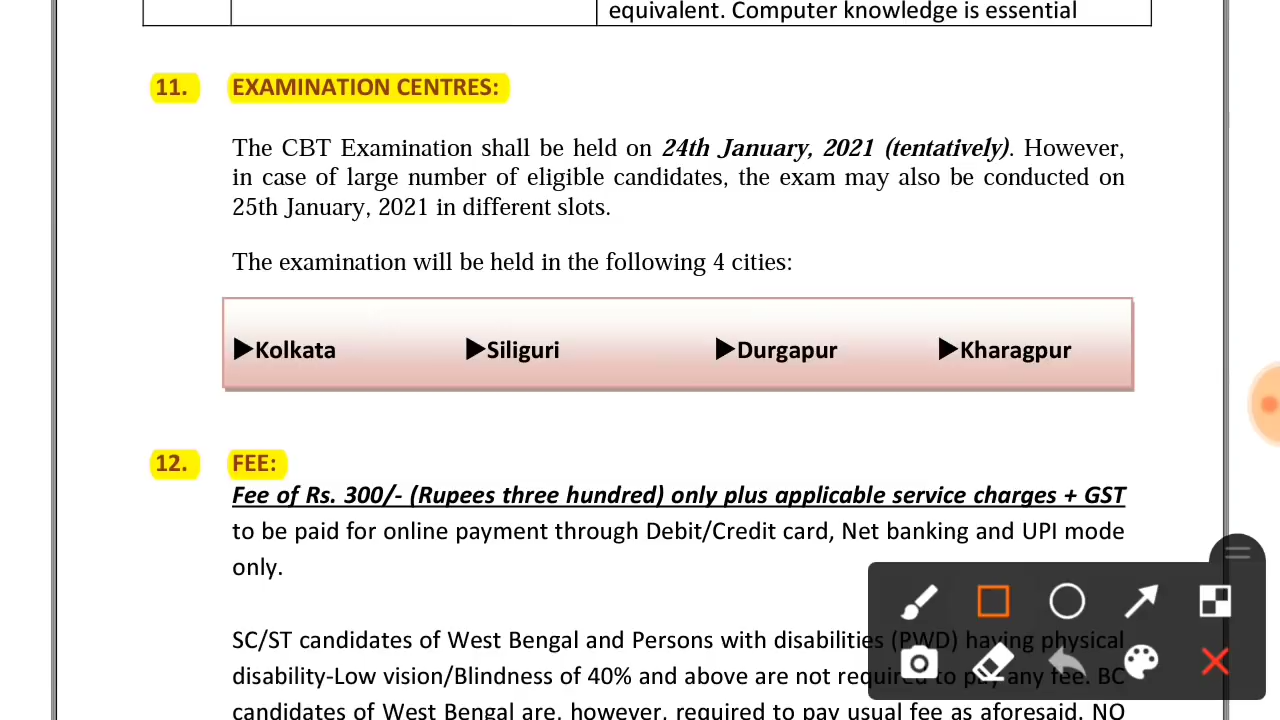 equivalent. Computer knowledge is essential
11. EXAMINATION CENTRES:
The CBT Examination shall be held on 24th January, 2021 (tentatively). However,
in case of large number of eligible candidates, the exam may also be conducted on
25th January, 2021 in different slots.
The examination will be held in the following 4 cities:
▶Kolkata ▶Siliguri ▶Durgapur ▶Kharagpur
12. FEE:
Fee of Rs. 300/- (Rupees three hundred) only plus applicable service charges + GST
to be paid for online payment through Debit/Credit card, Net banking and UPI mode
only.
SC/ST candidates of West Bengal and Persons with disabilities (PWD) having physical
disability-Low vision/Blindness of 40% and above are not required to pay any fee. BC
candidates of West Bengal are, however, required to pay usual fee as aforesaid. NO